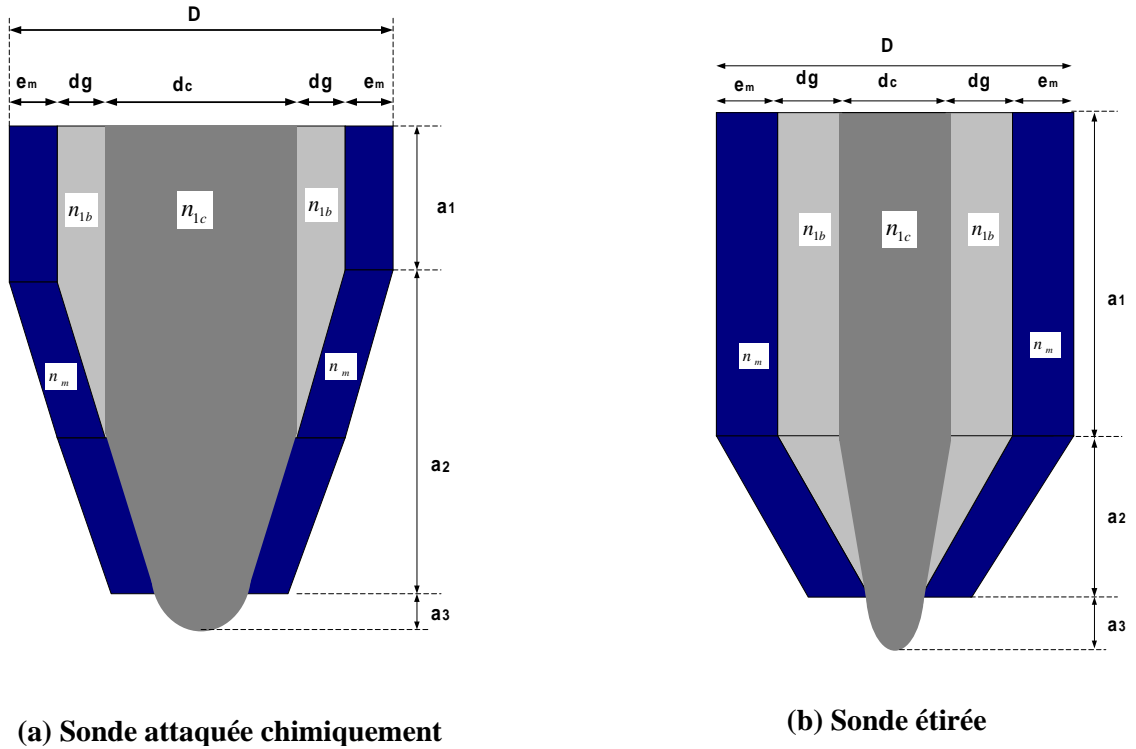 D
em dg dc dg em
n1b n1c n1b
a1
nm nm
a2
a3
(a) Sonde attaquée chimiquement
D
em dg dc dg em
n1b n1c n1b
a1
nm nm
a2
a3
(b) Sonde étirée